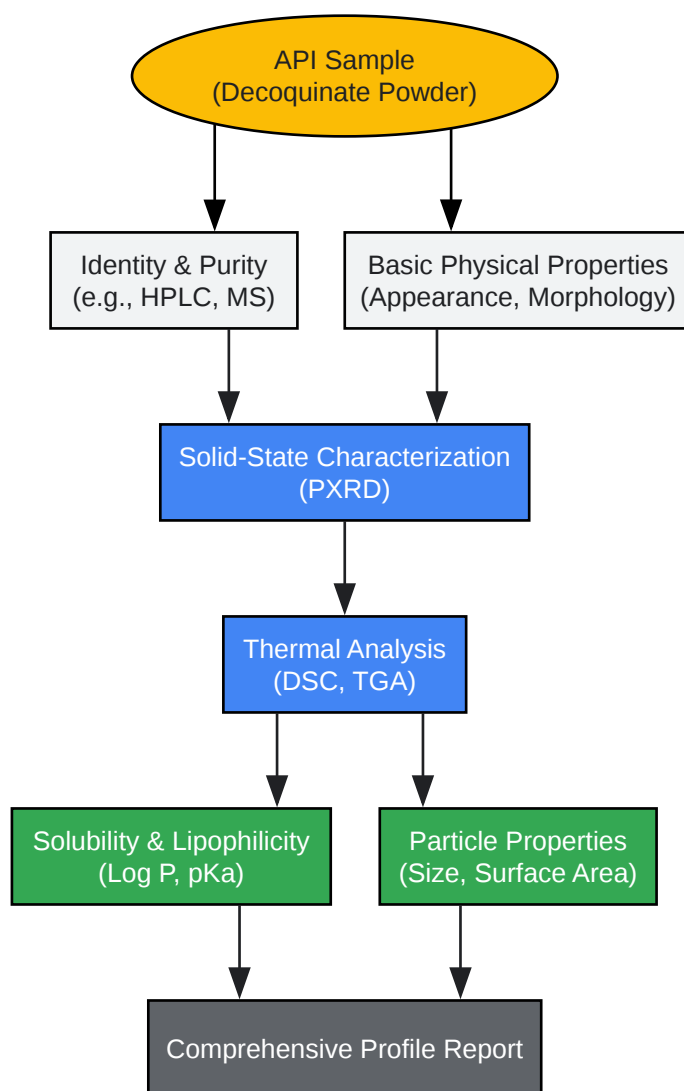 API Sample
(Decoquinate Powder)
Identity & Purity
(e.g., HPLC, MS)
Basic Physical Properties
(Appearance, Morphology)
Solid-State Characterization
(PXRD)
Thermal Analysis
(DSC, TGA)
Solubility & Lipophilicity
(Log P, pKa)
Particle Properties
(Size, Surface Area)
Comprehensive Profile Report